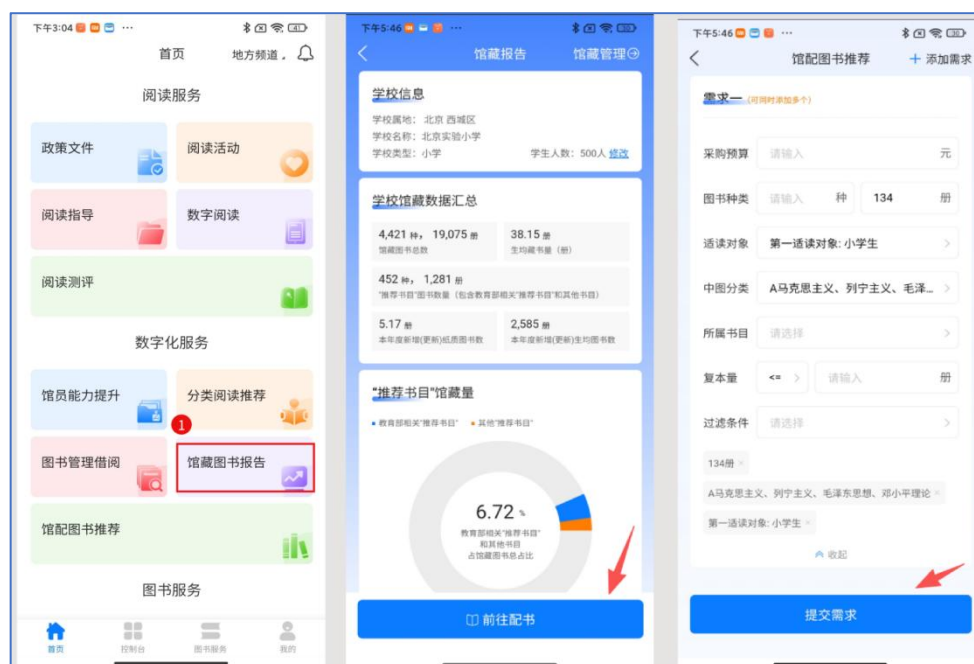 下午3:04 ···
41
首页
地方频道
阅读服务
政策文件
阅读活动
阅读指导
数字阅读
阅读测评
数字化服务
馆员能力提升
分类阅读推荐
1
图书管理借阅
馆藏图书报告
馆配图书推荐
图书服务
首页
控制台
图书服务
我的
下午5:46 ···
30
馆藏报告
馆藏管理
学校信息
学校属地: 北京 西城区
学校名称: 北京实验小学
学校类型: 小学
学生人数: 500人 修改
学校馆藏数据汇总
4,421 种, 19,075 册
38.15 册
馆藏图书总数
生均藏书量 (册)
452 种, 1,281 册
"推荐书目"图书数量 (包含教育部相关"推荐书目"和其他书目)
5.17 册
2,585 册
本年度新增(更新)纸质图书数
本年度新增(更新)生均图书数
"推荐书目"馆藏量
教育部相关"推荐书目"
其他"推荐书目"
6.72 %
教育部相关"推荐书目"
和其他书目
占馆藏图书总占比
前往配书
下午5:46 ···
30
馆配图书推荐
+ 添加需求
需求一 (可同时添加多个)
采购预算 请输入 元
图书种类 请输入 种 134 册
适读对象 第一适读对象: 小学生 >
中图分类 A马克思主义、列宁主义、毛泽... >
所属书目 请选择 >
复本量 <= > 请输入 册
过滤条件 请选择 >
134册 ×
A马克思主义、列宁主义、毛泽东思想、邓小平理论 ×
第一适读对象: 小学生 ×
收起
提交需求